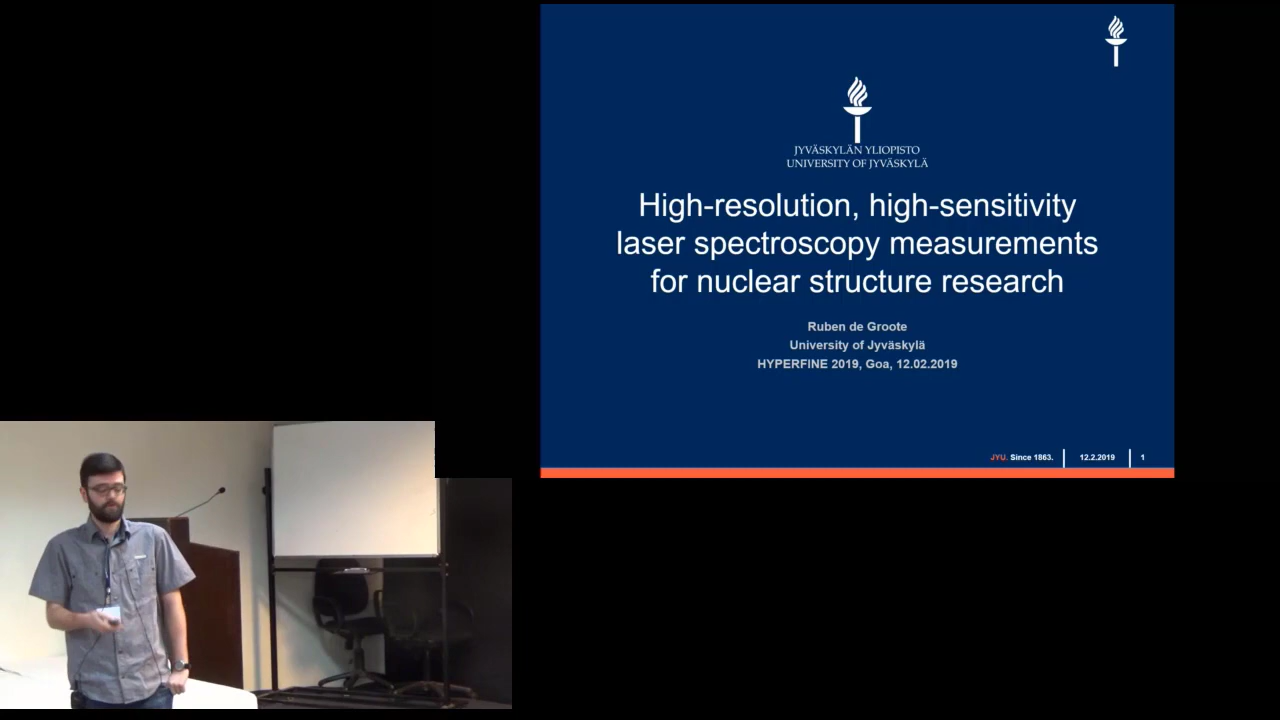 JYVÄSKYLÄN YLIOPISTO
UNIVERSITY OF JYVÄSKYLÄ
High-resolution, high-sensitivity
laser spectroscopy measurements
for nuclear structure research
Ruben de Groote
University of Jyväskylä
HYPERFINE 2019, Goa, 12.02.2019
JYU. Since 1863. 12.2.2019 1